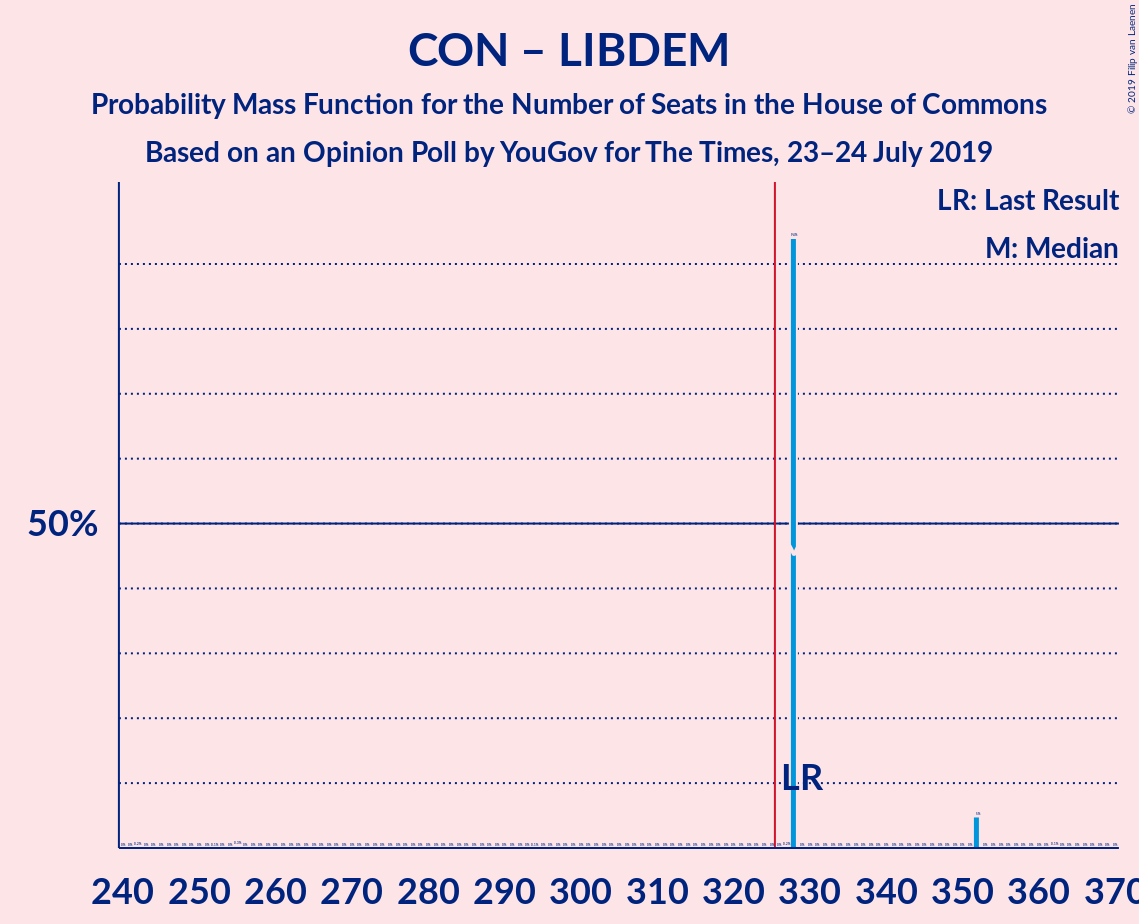 CON – LIBDEM
Probability Mass Function for the Number of Seats in the House of Commons
Based on an Opinion Poll by YouGov for The Times, 23–24 July 2019
© 2019 Filip van Laenen
LR: Last Result
M: Median
50%
LR
240 250 260 270 280 290 300 310 320 330 340 350 360 370